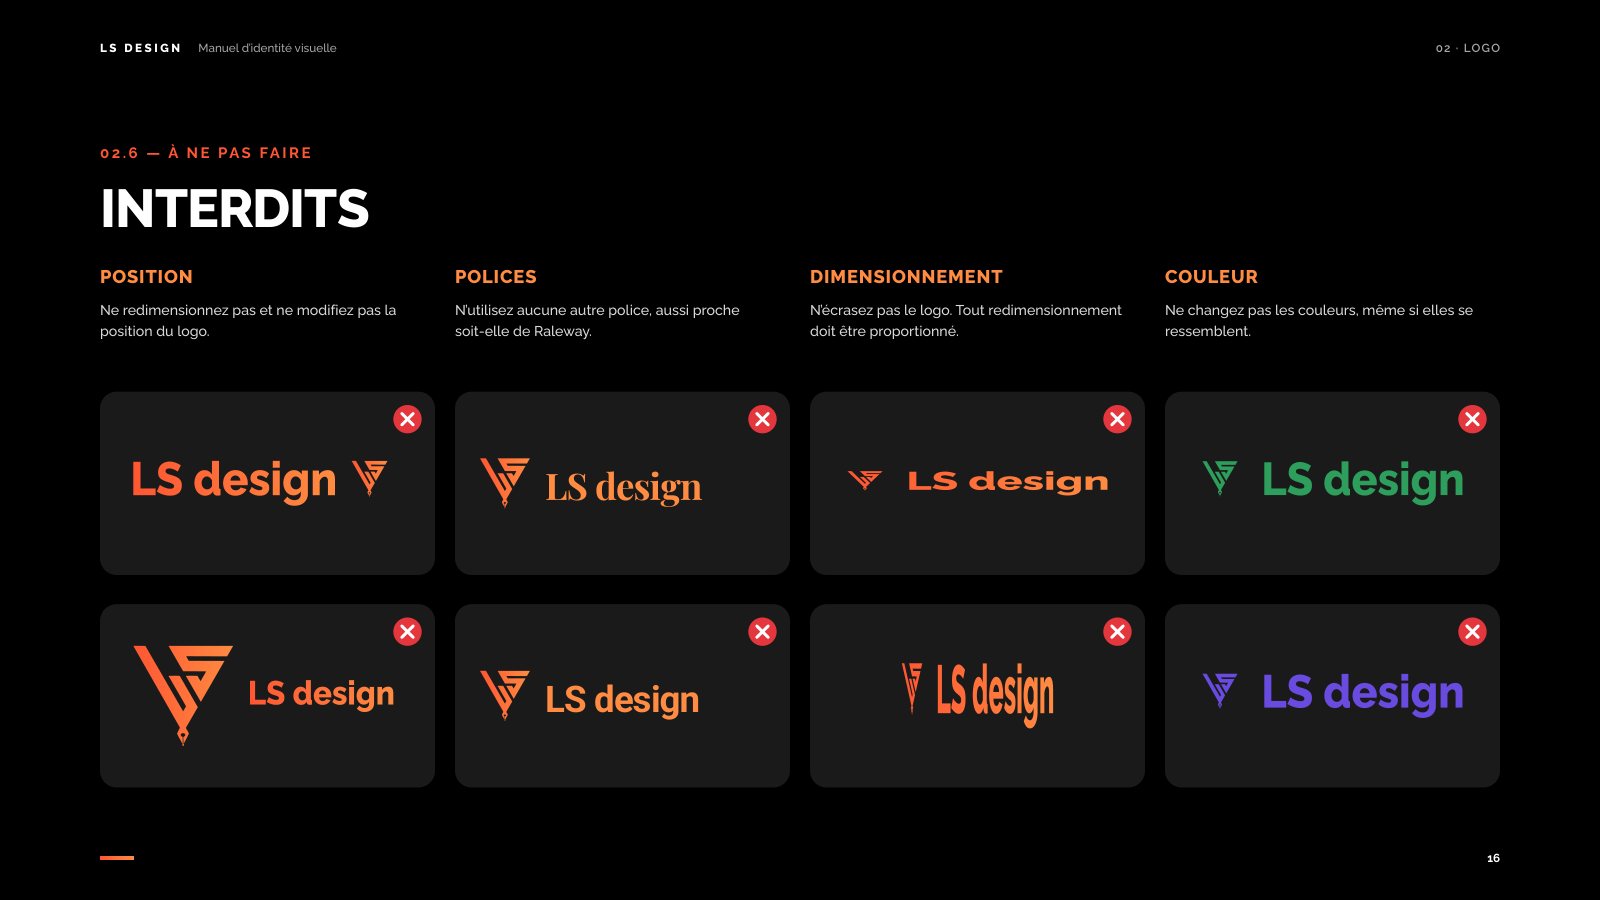 LS DESIGN Manuel d'identité visuelle
02 · LOGO
02.6 — À NE PAS FAIRE
INTERDITS
POSITION
Ne redimensionnez pas et ne modifiez pas la
position du logo.
POLICES
N'utilisez aucune autre police, aussi proche
soit-elle de Raleway.
DIMENSIONNEMENT
N'écrasez pas le logo. Tout redimensionnement
doit être proportionné.
COULEUR
Ne changez pas les couleurs, même si elles se
ressemblent.
LS design
LS design
LS design
LS design
LS design
LS design
LS design
LS design
16